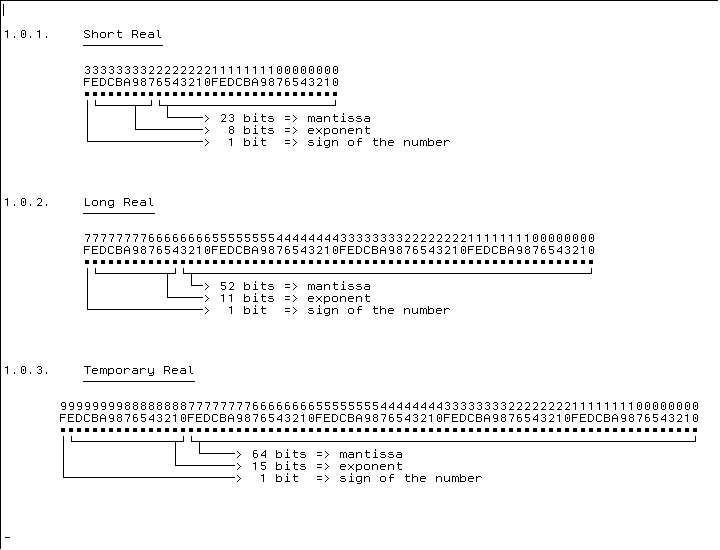 1.0.1. Short Real
33333333222222221111111100000000
FEDCBA9876543210FEDCBA9876543210
> 23 bits => mantissa
> 8 bits => exponent
> 1 bit => sign of the number
1.0.2. Long Real
7777777766666666555555554444444433333333222222221111111100000000
FEDCBA9876543210FEDCBA9876543210FEDCBA9876543210FEDCBA9876543210
> 52 bits => mantissa
> 11 bits => exponent
> 1 bit => sign of the number
1.0.3. Temporary Real
99999999888888887777777766666666555555554444444433333333222222221111111100000000
FEDCBA9876543210FEDCBA9876543210FEDCBA9876543210FEDCBA9876543210FEDCBA9876543210
> 64 bits => mantissa
> 15 bits => exponent
> 1 bit => sign of the number